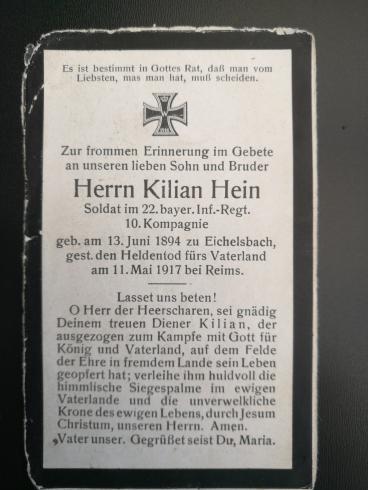 Es ist bestimmt in Gottes Rat, daß man vom
Liebsten, mas man hat, muß scheiden.
Zur frommen Erinnerung im Gebete
an unseren lieben Sohn und Bruder
Herrn Kilian Hein
Soldat im 22. bayer. Inf.-Regt.
10. Kompagnie
geb. am 13. Juni 1894 zu Eichelsbach,
gest. den Heldentod fürs Vaterland
am 11. Mai 1917 bei Reims.
Lasset uns beten!
O Herr der Heerscharen, sei gnädig
Deinem treuen Diener Kilian, der
ausgezogen zum Kampfe mit Gott für
König und Vaterland, auf dem Felde
der Ehre in fremdem Lande sein Leben
geopfert hat; verleihe ihm huldvoll die
himmlische Siegespalme im ewigen
Vaterlande und die unverwelkliche
Krone des ewigen Lebens, durch Jesum
Christum, unseren Herrn. Amen.
„Vater unser. Gegrüßet seist Du, Maria.